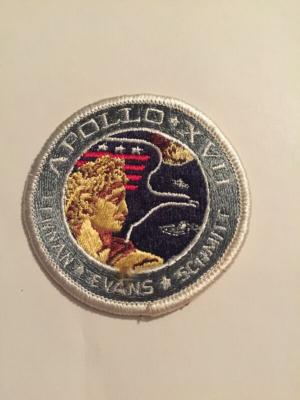 APOLLO XVII
CERNAN EVANS SCHMITT